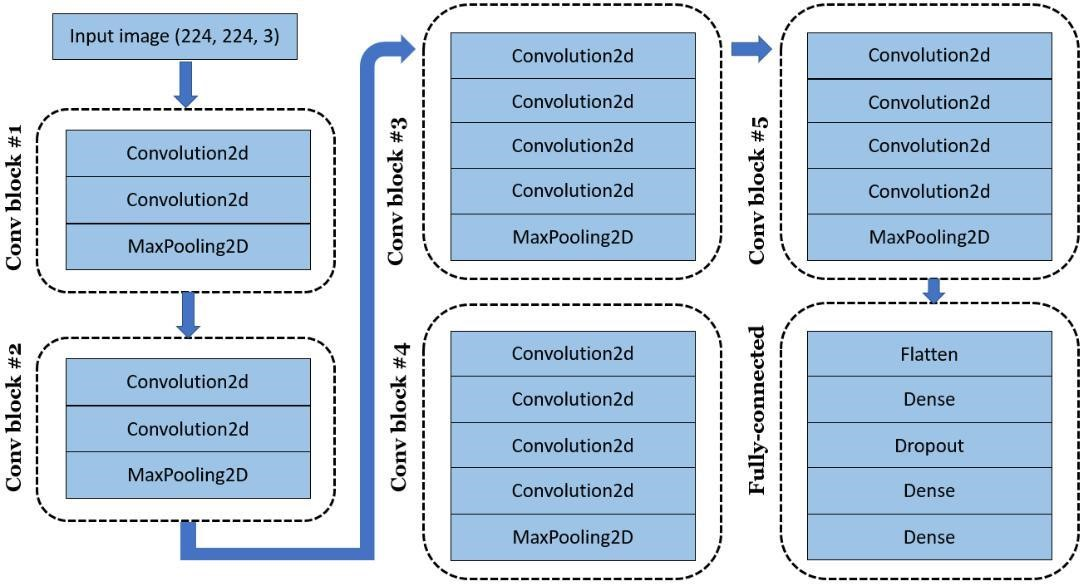 Input image (224, 224, 3)
Conv block #1
Convolution2d
Convolution2d
MaxPooling2D
Conv block #2
Convolution2d
Convolution2d
MaxPooling2D
Conv block #3
Convolution2d
Convolution2d
Convolution2d
Convolution2d
MaxPooling2D
Conv block #4
Convolution2d
Convolution2d
Convolution2d
Convolution2d
MaxPooling2D
Conv block #5
Convolution2d
Convolution2d
Convolution2d
Convolution2d
MaxPooling2D
Fully-connected
Flatten
Dense
Dropout
Dense
Dense